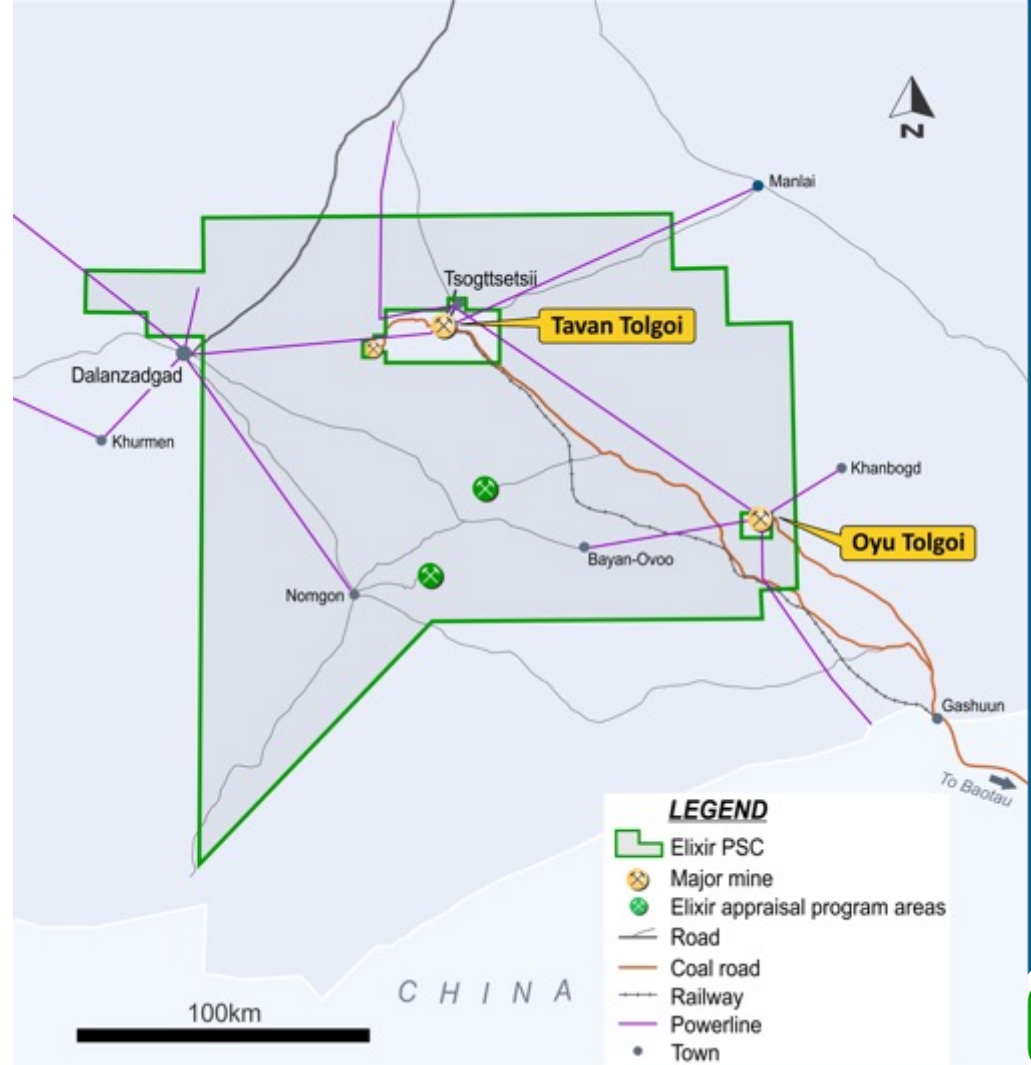 N
Manlai
Tsogttsetsii
Tavan Tolgoi
Dalanzadgad
Khurmen
Khanbogd
Oyu Tolgoi
Bayan-Ovoo
Nomgon
Gashuun
To Baotau
LEGEND
Elixir PSC
Major mine
Elixir appraisal program areas
Road
Coal road
Railway
Powerline
Town
CHINA
100km